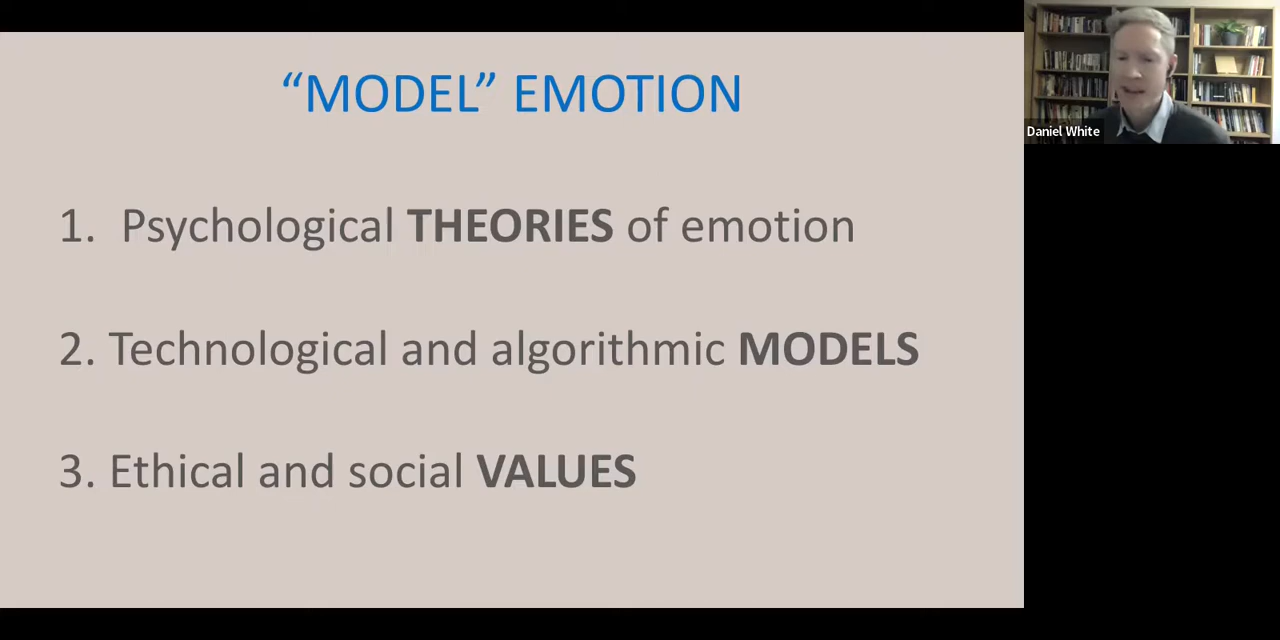 “MODEL” EMOTION
1. Psychological THEORIES of emotion
2. Technological and algorithmic MODELS
3. Ethical and social VALUES
Daniel White